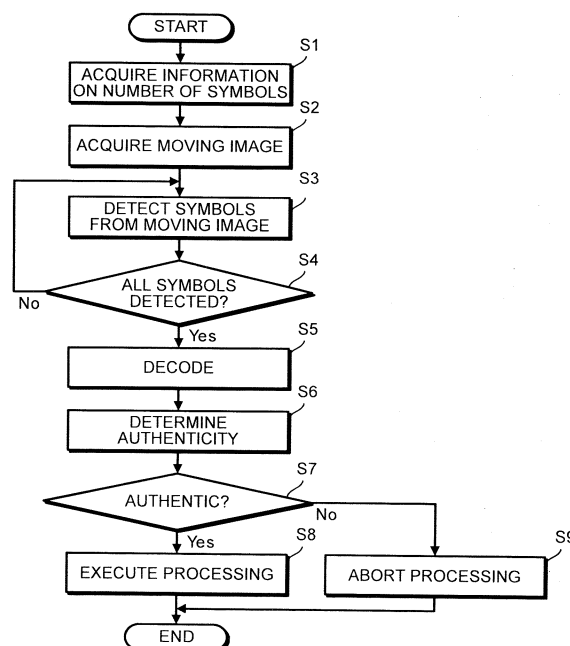 START
S1
ACQUIRE INFORMATION
ON NUMBER OF SYMBOLS
S2
ACQUIRE MOVING IMAGE
S3
DETECT SYMBOLS
FROM MOVING IMAGE
S4
ALL SYMBOLS
DETECTED?
No
Yes
S5
DECODE
S6
DETERMINE
AUTHENTICITY
S7
AUTHENTIC?
No
Yes
S8
EXECUTE PROCESSING
S9
ABORT PROCESSING
END